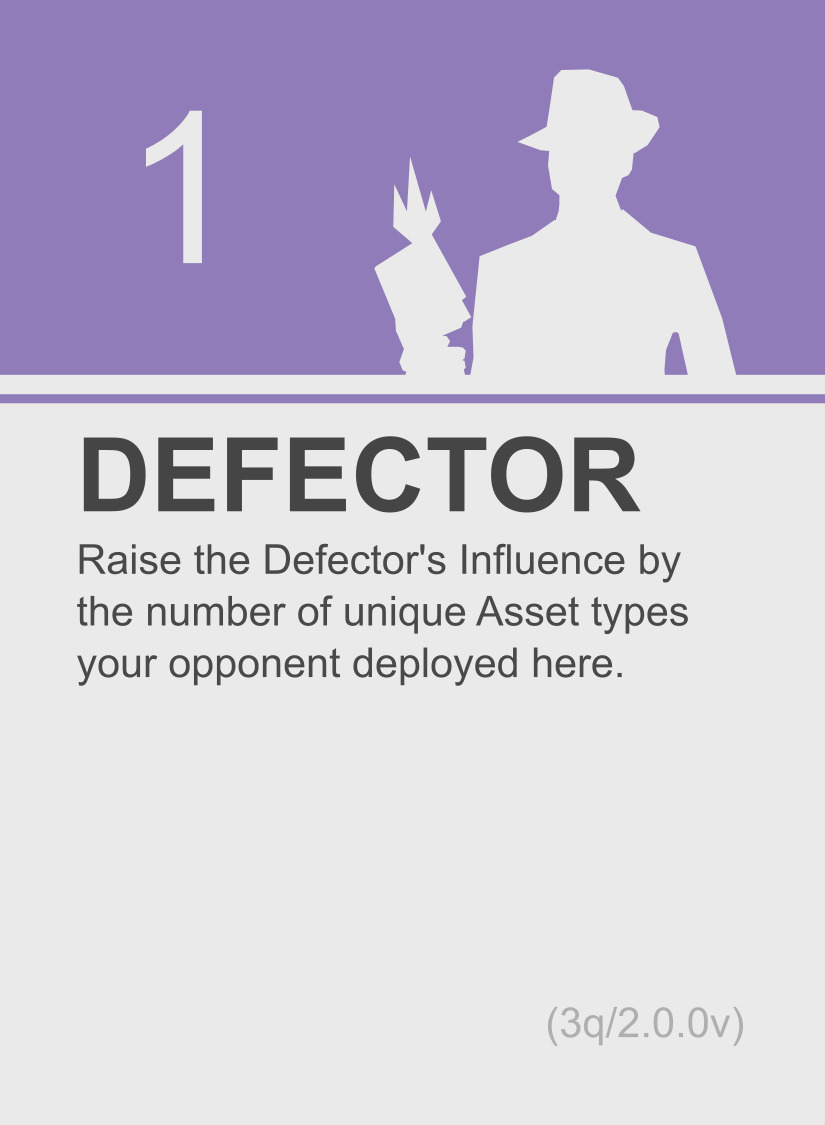 1
DEFECTOR
Raise the Defector's Influence by
the number of unique Asset types
your opponent deployed here.
(3q/2.0.0v)